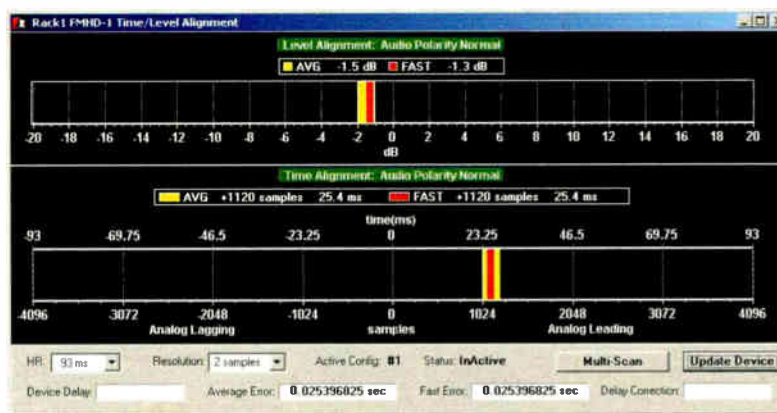 Rack1 FMHD-1 Time/Level Alignment
Level Alignment: Audio Polarity Normal
AVG -1.5 dB FAST -1.3 dB
-20 -18 -16 -14 -12 -10 -8 -6 -4 -2 0 2 4 6 8 10 12 14 16 18 20
dB
Time Alignment: Audio Polarity Normal
AVG +1120 samples 25.4 ms FAST +1120 samples 25.4 ms
time(ms)
-93 -69.75 -46.5 -23.25 0 23.25 46.5 69.75 93
-4096 -3072 -2048 -1024 0 1024 2048 3072 4096
Analog Lagging samples Analog Leading
HR: 93 ms Resolution: 2 samples Active Config: #1 Status: InActive Multi-Scan Update Device
Device Delay: Average Error: 0.025396825 sec Fast Error: 0.025396825 sec Delay Correction: